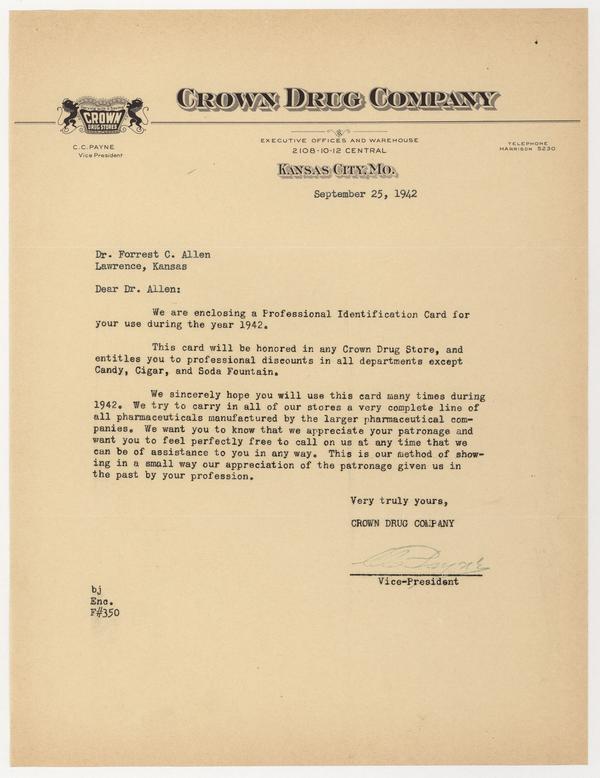 CROWN DRUG COMPANY
CROWN
DRUG STORES
C.C. PAYNE
Vice President
EXECUTIVE OFFICES AND WAREHOUSE
2108-10-12 CENTRAL
KANSAS CITY, MO.
TELEPHONE
HARRISON 5230
September 25, 1942
Dr. Forrest C. Allen
Lawrence, Kansas
Dear Dr. Allen:
We are enclosing a Professional Identification Card for
your use during the year 1942.
This card will be honored in any Crown Drug Store, and
entitles you to professional discounts in all departments except
Candy, Cigar, and Soda Fountain.
We sincerely hope you will use this card many times during
1942. We try to carry in all of our stores a very complete line of
all pharmaceuticals manufactured by the larger pharmaceutical com-
panies. We want you to know that we appreciate your patronage and
want you to feel perfectly free to call on us at any time that we
can be of assistance to you in any way. This is our method of show-
ing in a small way our appreciation of the patronage given us in
the past by your profession.
Very truly yours,
CROWN DRUG COMPANY
CC Payne
Vice-President
bj
Enc.
F#350